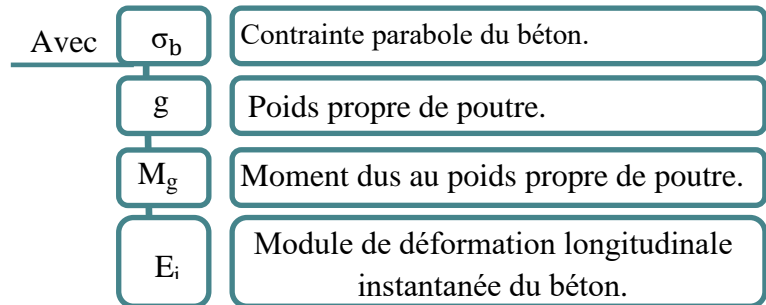 Avec σb Contrainte parabole du béton.
g Poids propre de poutre.
Mg Moment dus au poids propre de poutre.
Ei Module de déformation longitudinale
instantanée du béton.